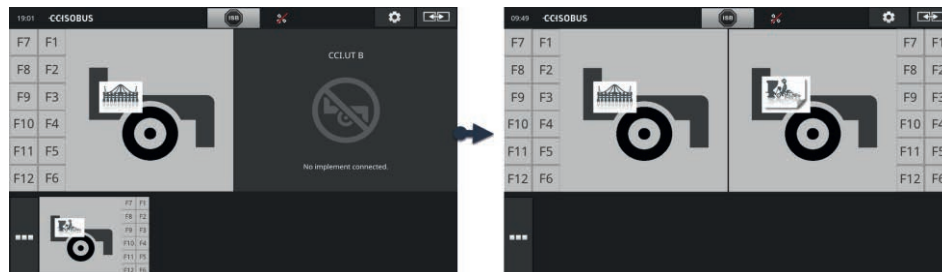 19:01 CCISOBUS ISB
F7 F1
F8 F2
F9 F3
F10 F4
F11 F5
F12 F6
CCI.UT B
No implement connected.
F7 F1
F8 F2
F9 F3
F10 F4
F11 F5
F12 F6
09:49 CCISOBUS ISB
F7 F1
F8 F2
F9 F3
F10 F4
F11 F5
F12 F6
F7 F1
F8 F2
F9 F3
F10 F4
F11 F5
F12 F6